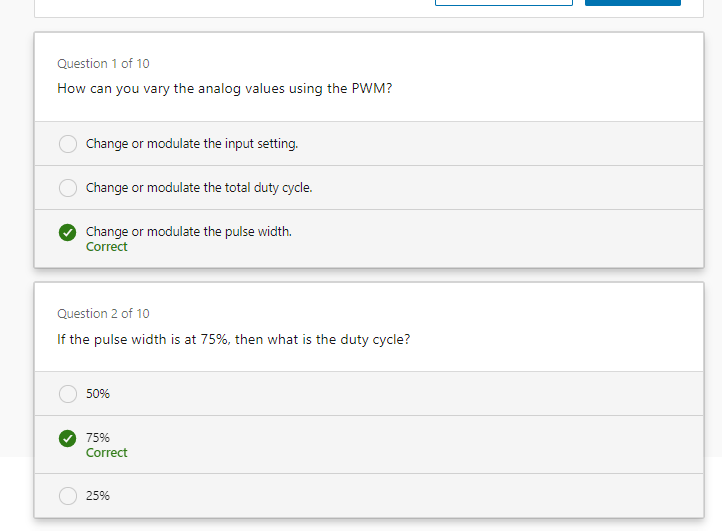 Question 1 of 10
How can you vary the analog values using the PWM?
Change or modulate the input setting.
Change or modulate the total duty cycle.
Change or modulate the pulse width.
Correct
Question 2 of 10
If the pulse width is at 75%, then what is the duty cycle?
50%
75%
Correct
25%